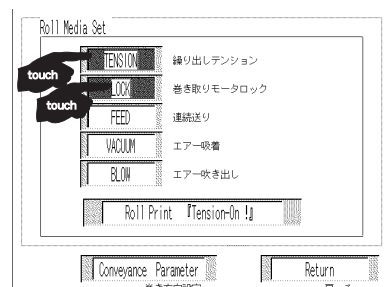 Roll Media Set
TENSION 繰り出しテンション
touch
LOCK 巻き取りモータロック
touch
FEED 連続送り
VACUUM エアー吸着
BLOW エアー吹き出し
Roll Print 『Tension-On !』
Conveyance Parameter Return